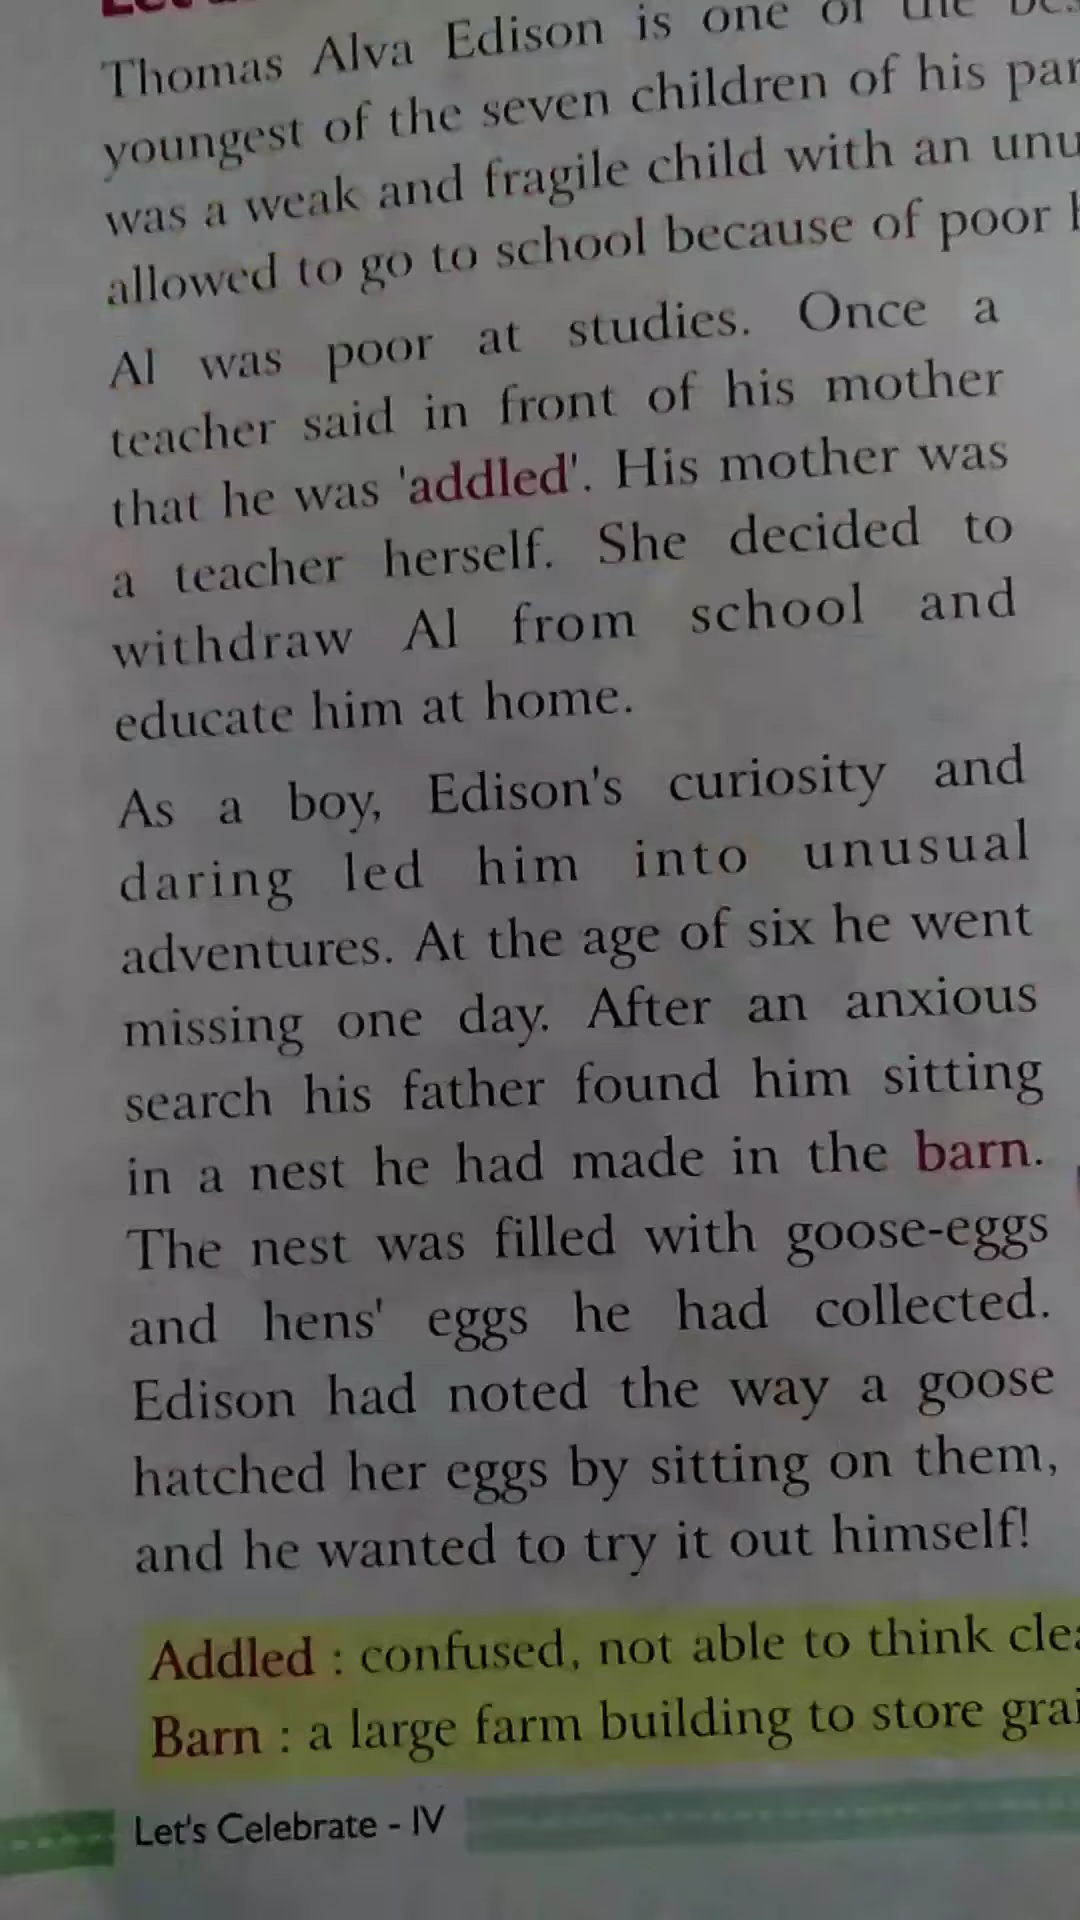 Thomas Alva Edison is one of the
youngest of the seven children of his
was a weak and fragile child with an
allowed to go to school because of poor
Al was poor at studies. Once a
teacher said in front of his mother
that he was 'addled'. His mother was
a teacher herself. She decided to
withdraw Al from school and
educate him at home.
As a boy, Edison's curiosity and
daring led him into unusual
adventures. At the age of six he went
missing one day. After an anxious
search his father found him sitting
in a nest he had made in the barn.
The nest was filled with goose-eggs
and hens' eggs he had collected.
Edison had noted the way a goose
hatched her eggs by sitting on them,
and he wanted to try it out himself!
Addled : confused, not able to think
Barn : a large farm building to store
Let's Celebrate - IV